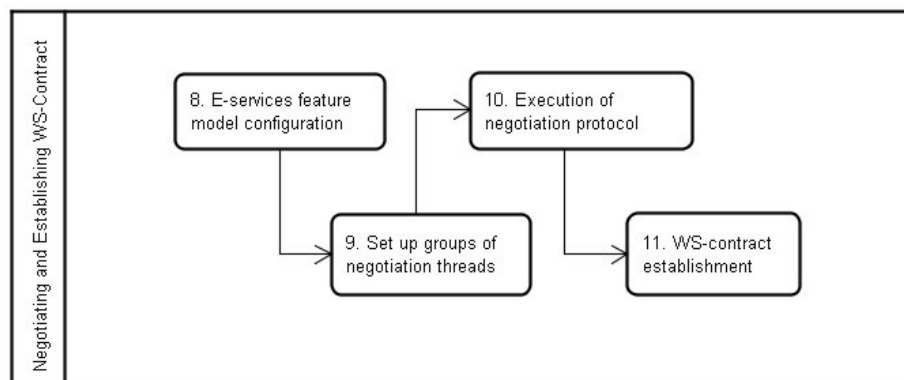 Negotiating and Establishing WS-Contract
8. E-services feature
model configuration
10. Execution of
negotiation protocol
9. Set up groups of
negotiation threads
11. WS-contract
establishment